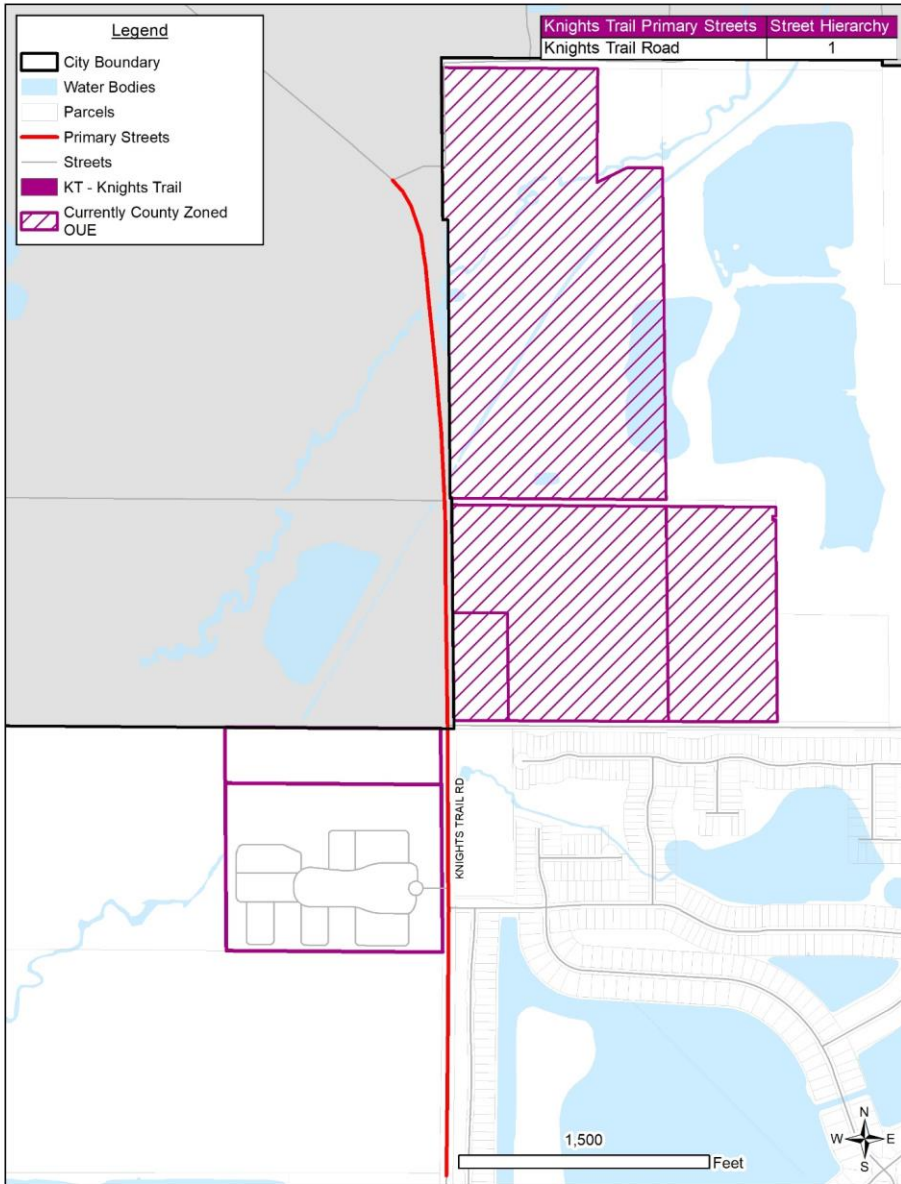 Legend
City Boundary
Water Bodies
Parcels
Primary Streets
Streets
KT - Knights Trail
Currently County Zoned
OUE
Knights Trail Primary Streets Street Hierarchy
Knights Trail Road 1
KNIGHTS TRAIL RD
1,500
Feet
N
W E
S